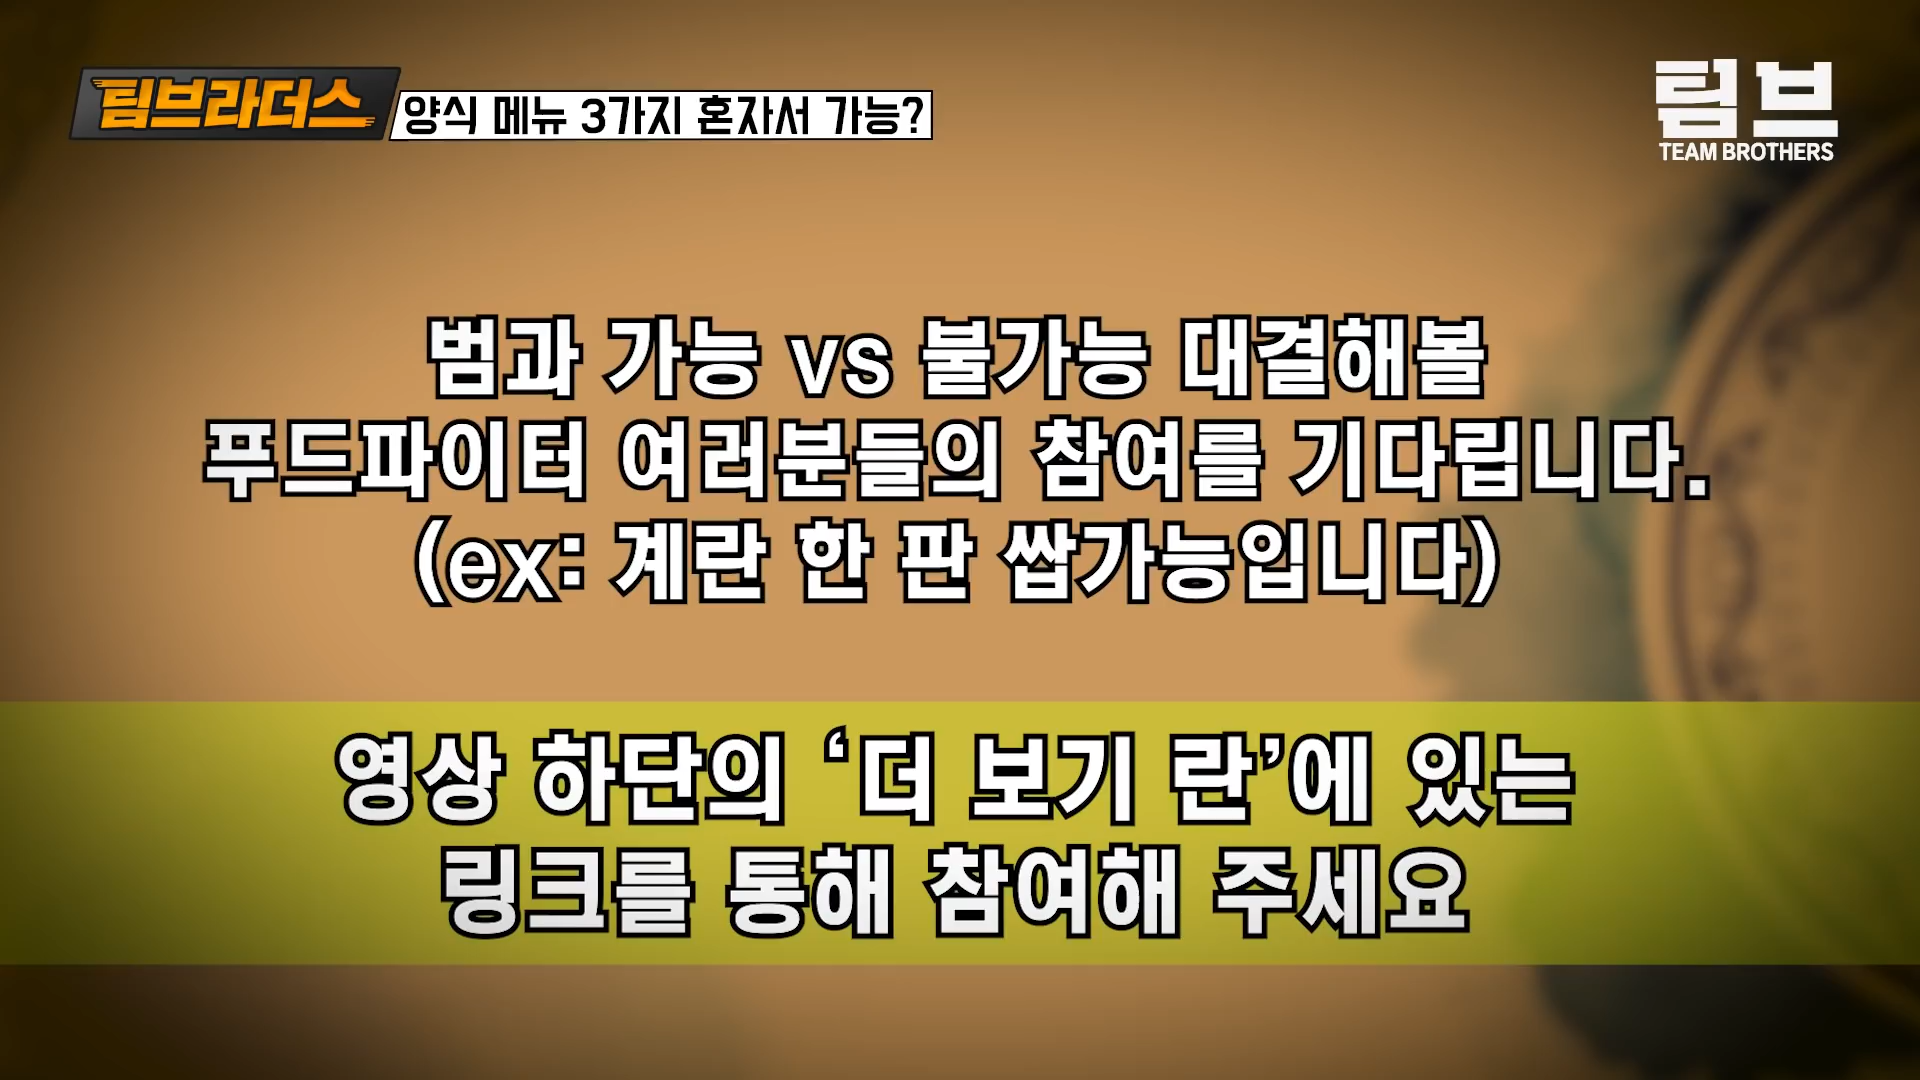 팀브라더스
양식 메뉴 3가지 혼자서 가능?
팀브
TEAM BROTHERS
범과 가능 vs 불가능 대결해볼
푸드파이터 여러분들의 참여를 기다립니다.
(ex: 계란 한 판 쌉가능입니다)
영상 하단의 ‘더 보기 란’에 있는
링크를 통해 참여해 주세요